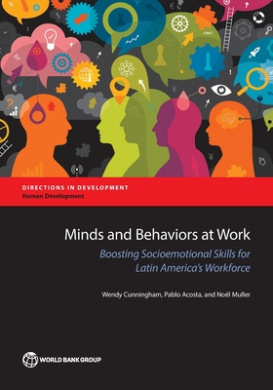 DIRECTIONS IN DEVELOPMENT
Human Development
Minds and Behaviors at Work
Boosting Socioemotional Skills for
Latin America's Workforce
Wendy Cunningham, Pablo Acosta, and Noël Muller
WORLD BANK GROUP